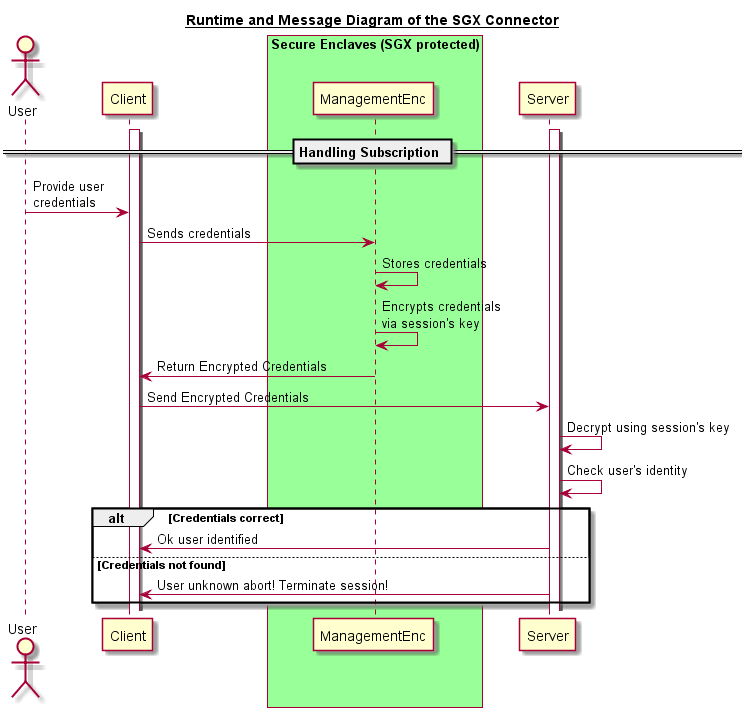 Runtime and Message Diagram of the SGX Connector
Secure Enclaves (SGX protected)
User
Client
ManagementEnc
Server
Handling Subscription
Provide user
credentials
Sends credentials
Stores credentials
Encrypts credentials
via session's key
Return Encrypted Credentials
Send Encrypted Credentials
Decrypt using session's key
Check user's identity
alt
[Credentials correct]
Ok user identified
[Credentials not found]
User unknown abort! Terminate session!
User
Client
ManagementEnc
Server